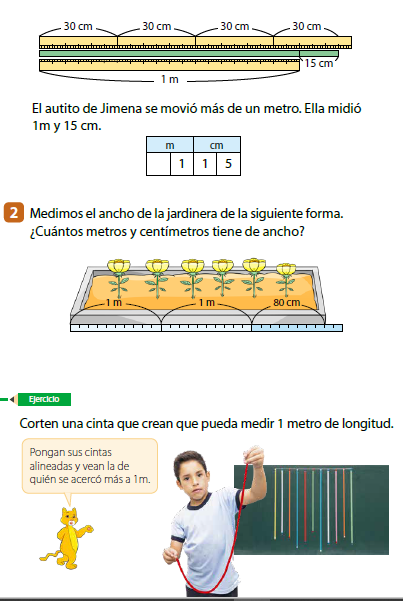 30 cm 30 cm 30 cm 30 cm
15 cm
1 m
El autito de Jimena se movió más de un metro. Ella midió
1m y 15 cm.
m cm
1 1 5
2 Medimos el ancho de la jardinera de la siguiente forma.
¿Cuántos metros y centímetros tiene de ancho?
1 m 1 m 80 cm
Ejercicio
Corten una cinta que crean que pueda medir 1 metro de longitud.
Pongan sus cintas
alineadas y vean la de
quién se acercó más a 1m.